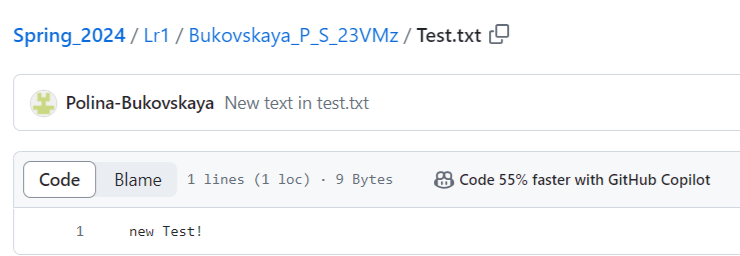 Spring_2024 / Lr1 / Bukovskaya_P_S_23VMz / Test.txt
Polina-Bukovskaya New text in test.txt
Code Blame 1 lines (1 loc) · 9 Bytes Code 55% faster with GitHub Copilot
1 new Test!